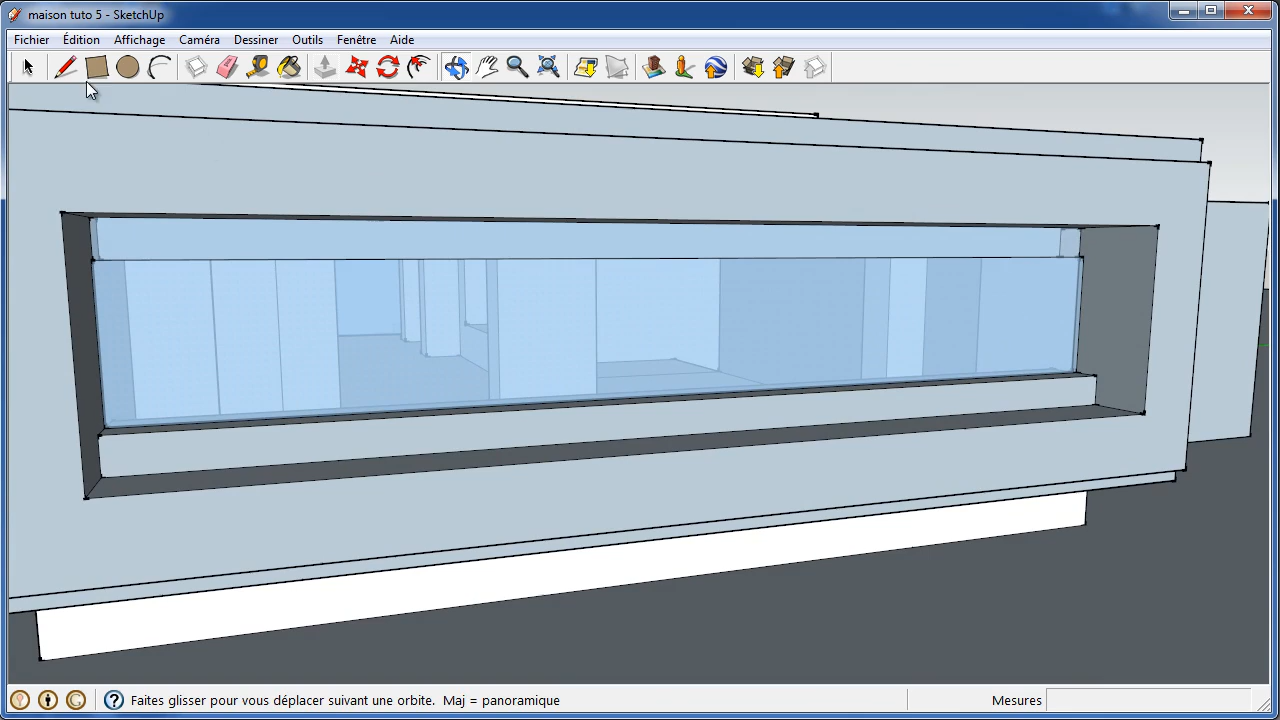 maison tuto 5 - SketchUp
Fichier Édition Affichage Caméra Dessiner Outils Fenêtre Aide
Faites glisser pour vous déplacer suivant une orbite. Maj = panoramique Mesures